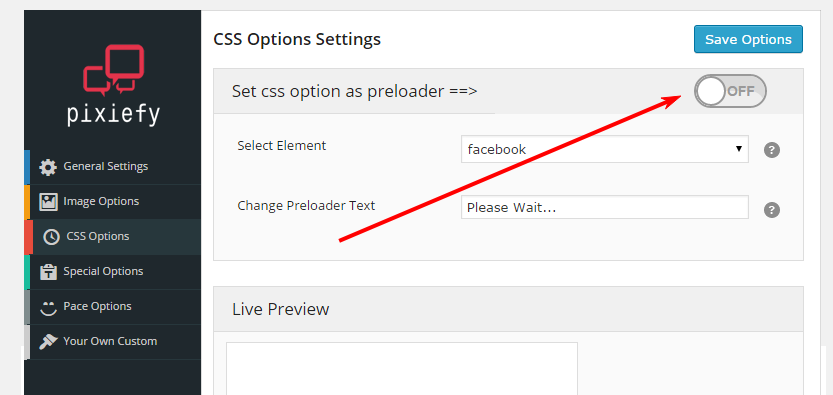 CSS Options Settings
Save Options
pixiefy
Set css option as preloader ==>
OFF
Select Element
facebook
?
Change Preloader Text
Please Wait...
?
General Settings
Image Options
CSS Options
Special Options
Pace Options
Your Own Custom
Live Preview